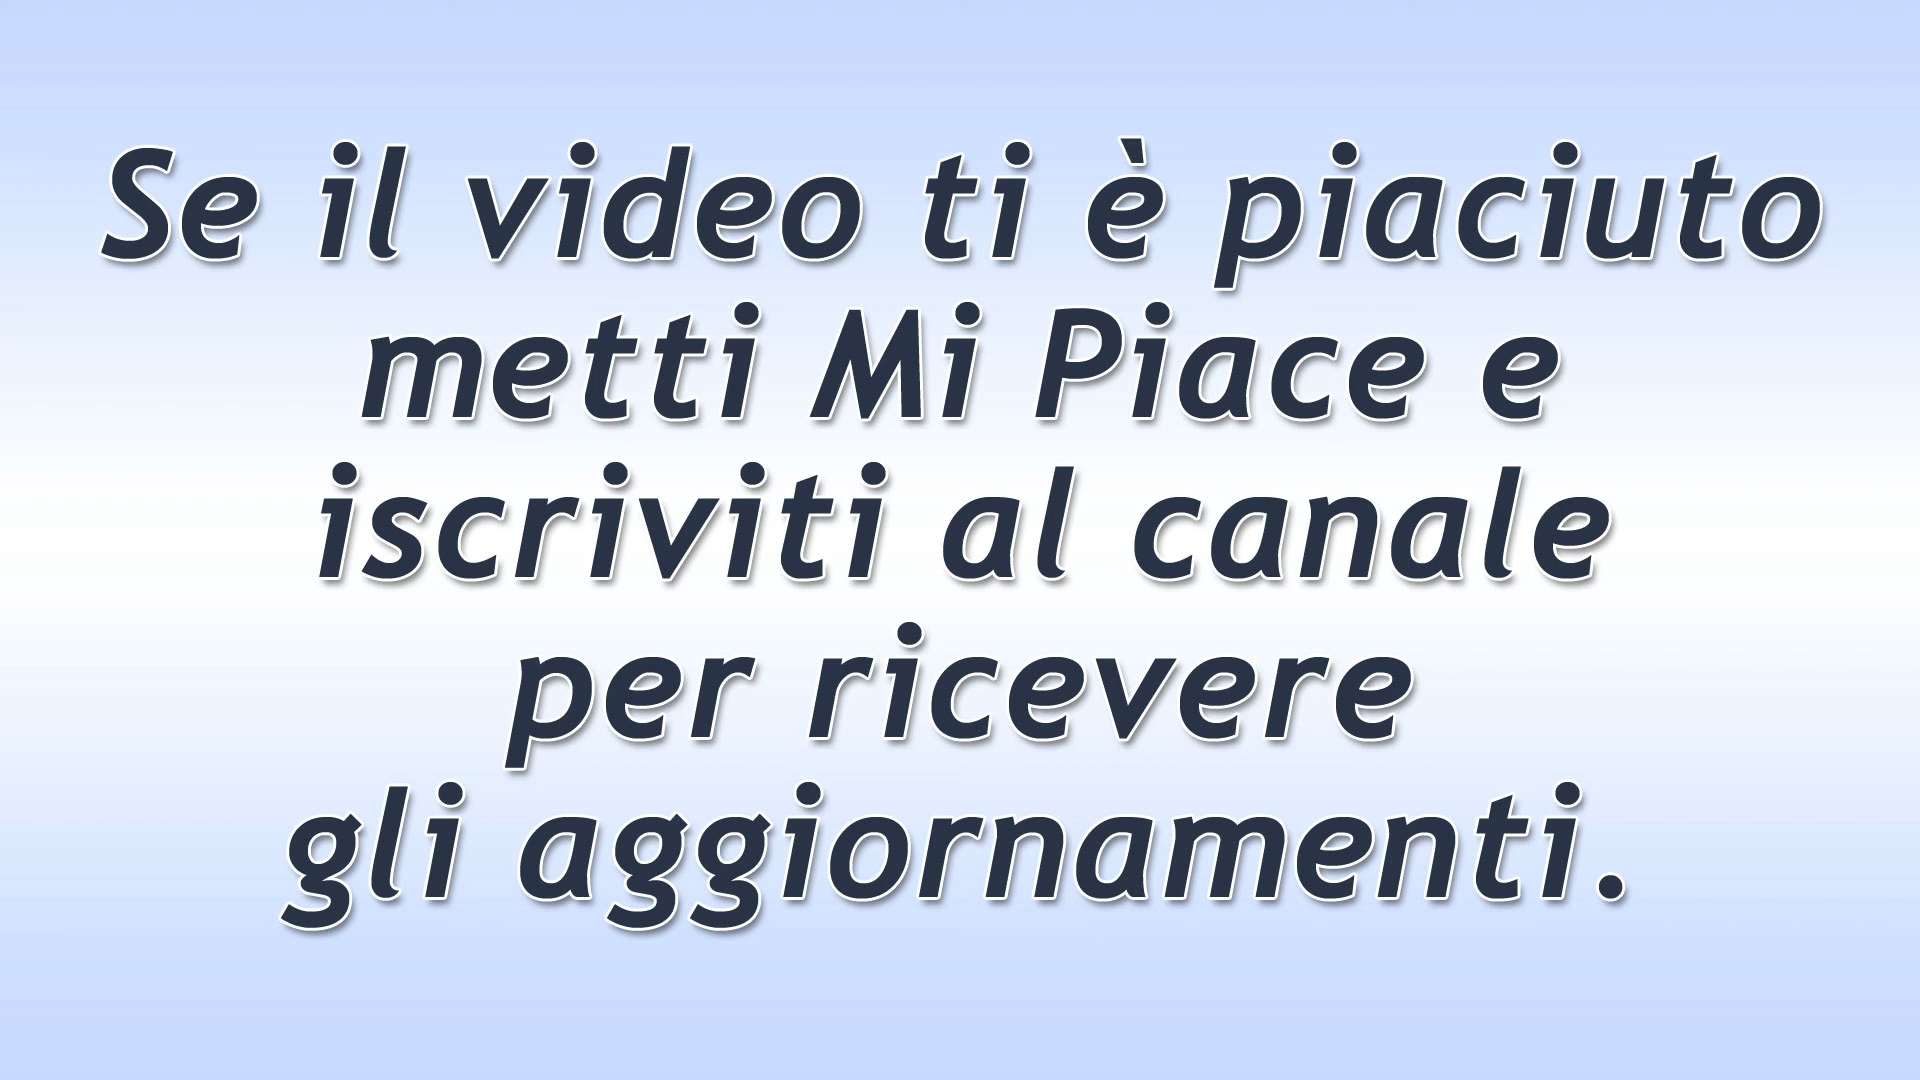 Se il video ti è piaciuto
metti Mi Piace e
iscriviti al canale
per ricevere
gli aggiornamenti.